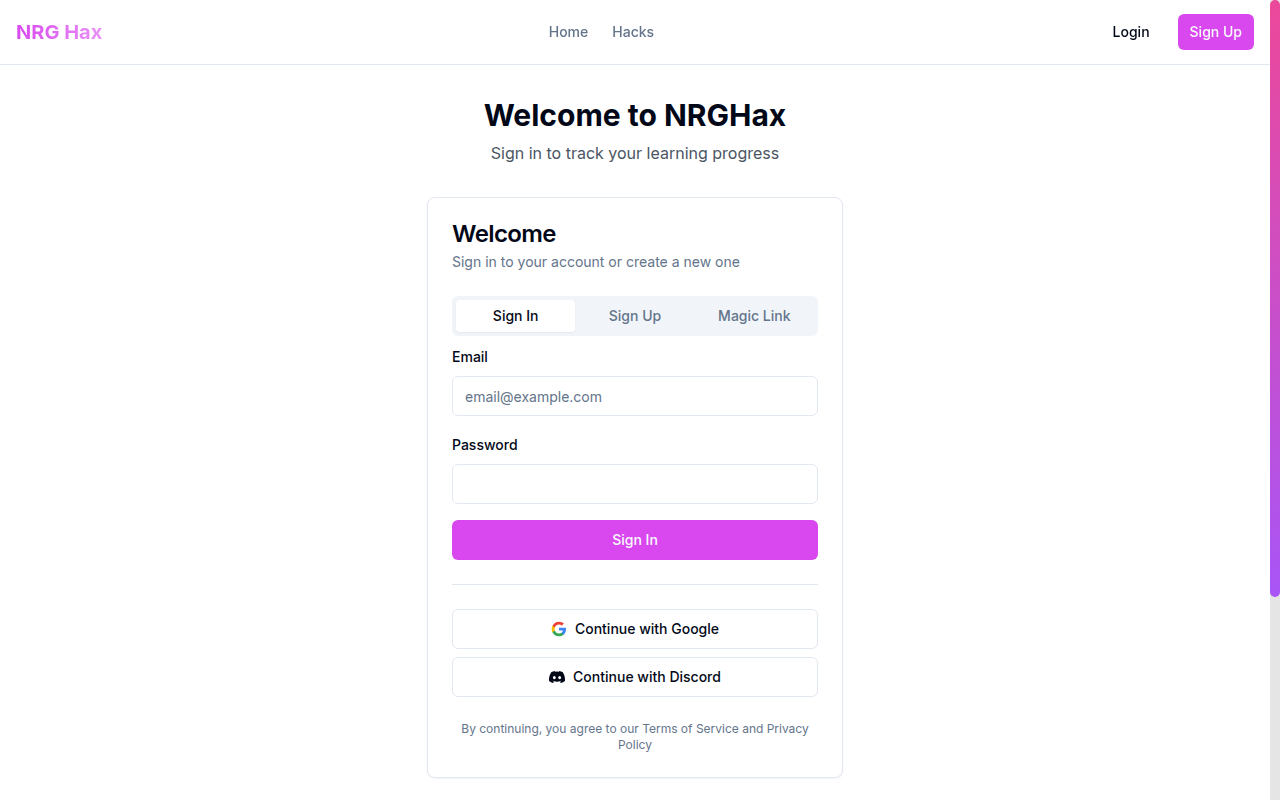 NRG Hax
Home
Hacks
Login
Sign Up
Welcome to NRGHax
Sign in to track your learning progress
Welcome
Sign in to your account or create a new one
Sign In
Sign Up
Magic Link
Email
email@example.com
Password
Sign In
Continue with Google
Continue with Discord
By continuing, you agree to our Terms of Service and Privacy
Policy